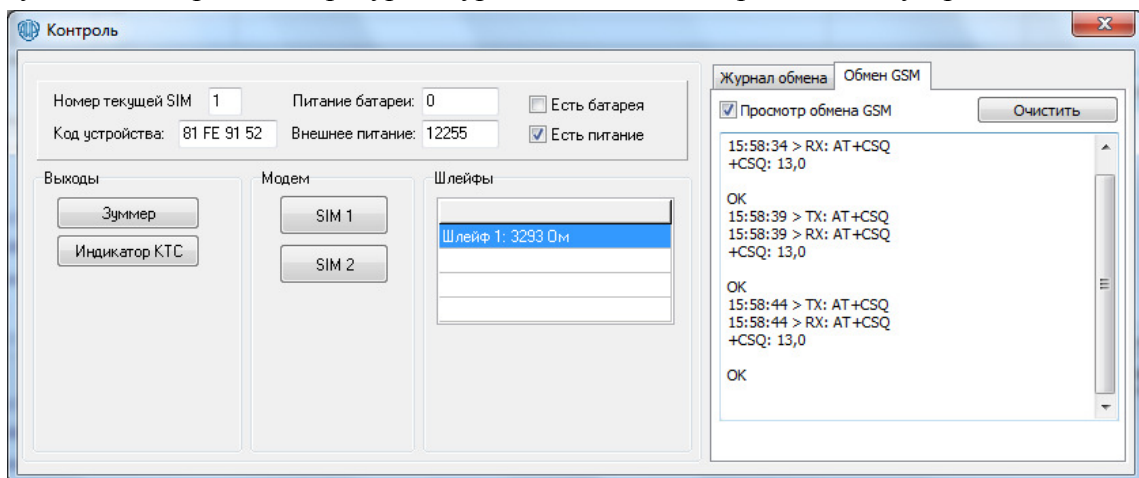 Контроль
Номер текущей SIM 1 Питание батареи: 0 Есть батарея
Код устройства: 81 FE 91 52 Внешнее питание: 12255 Есть питание
Выходы
Зуммер
Индикатор КТС
Модем
SIM 1
SIM 2
Шлейфы
Шлейф 1: 3293 Ом
Журнал обмена Обмен GSM
Просмотр обмена GSM Очистить
15:58:34 > RX: AT+CSQ
+CSQ: 13,0
OK
15:58:39 > TX: AT+CSQ
15:58:39 > RX: AT+CSQ
+CSQ: 13,0
OK
15:58:44 > TX: AT+CSQ
15:58:44 > RX: AT+CSQ
+CSQ: 13,0
OK